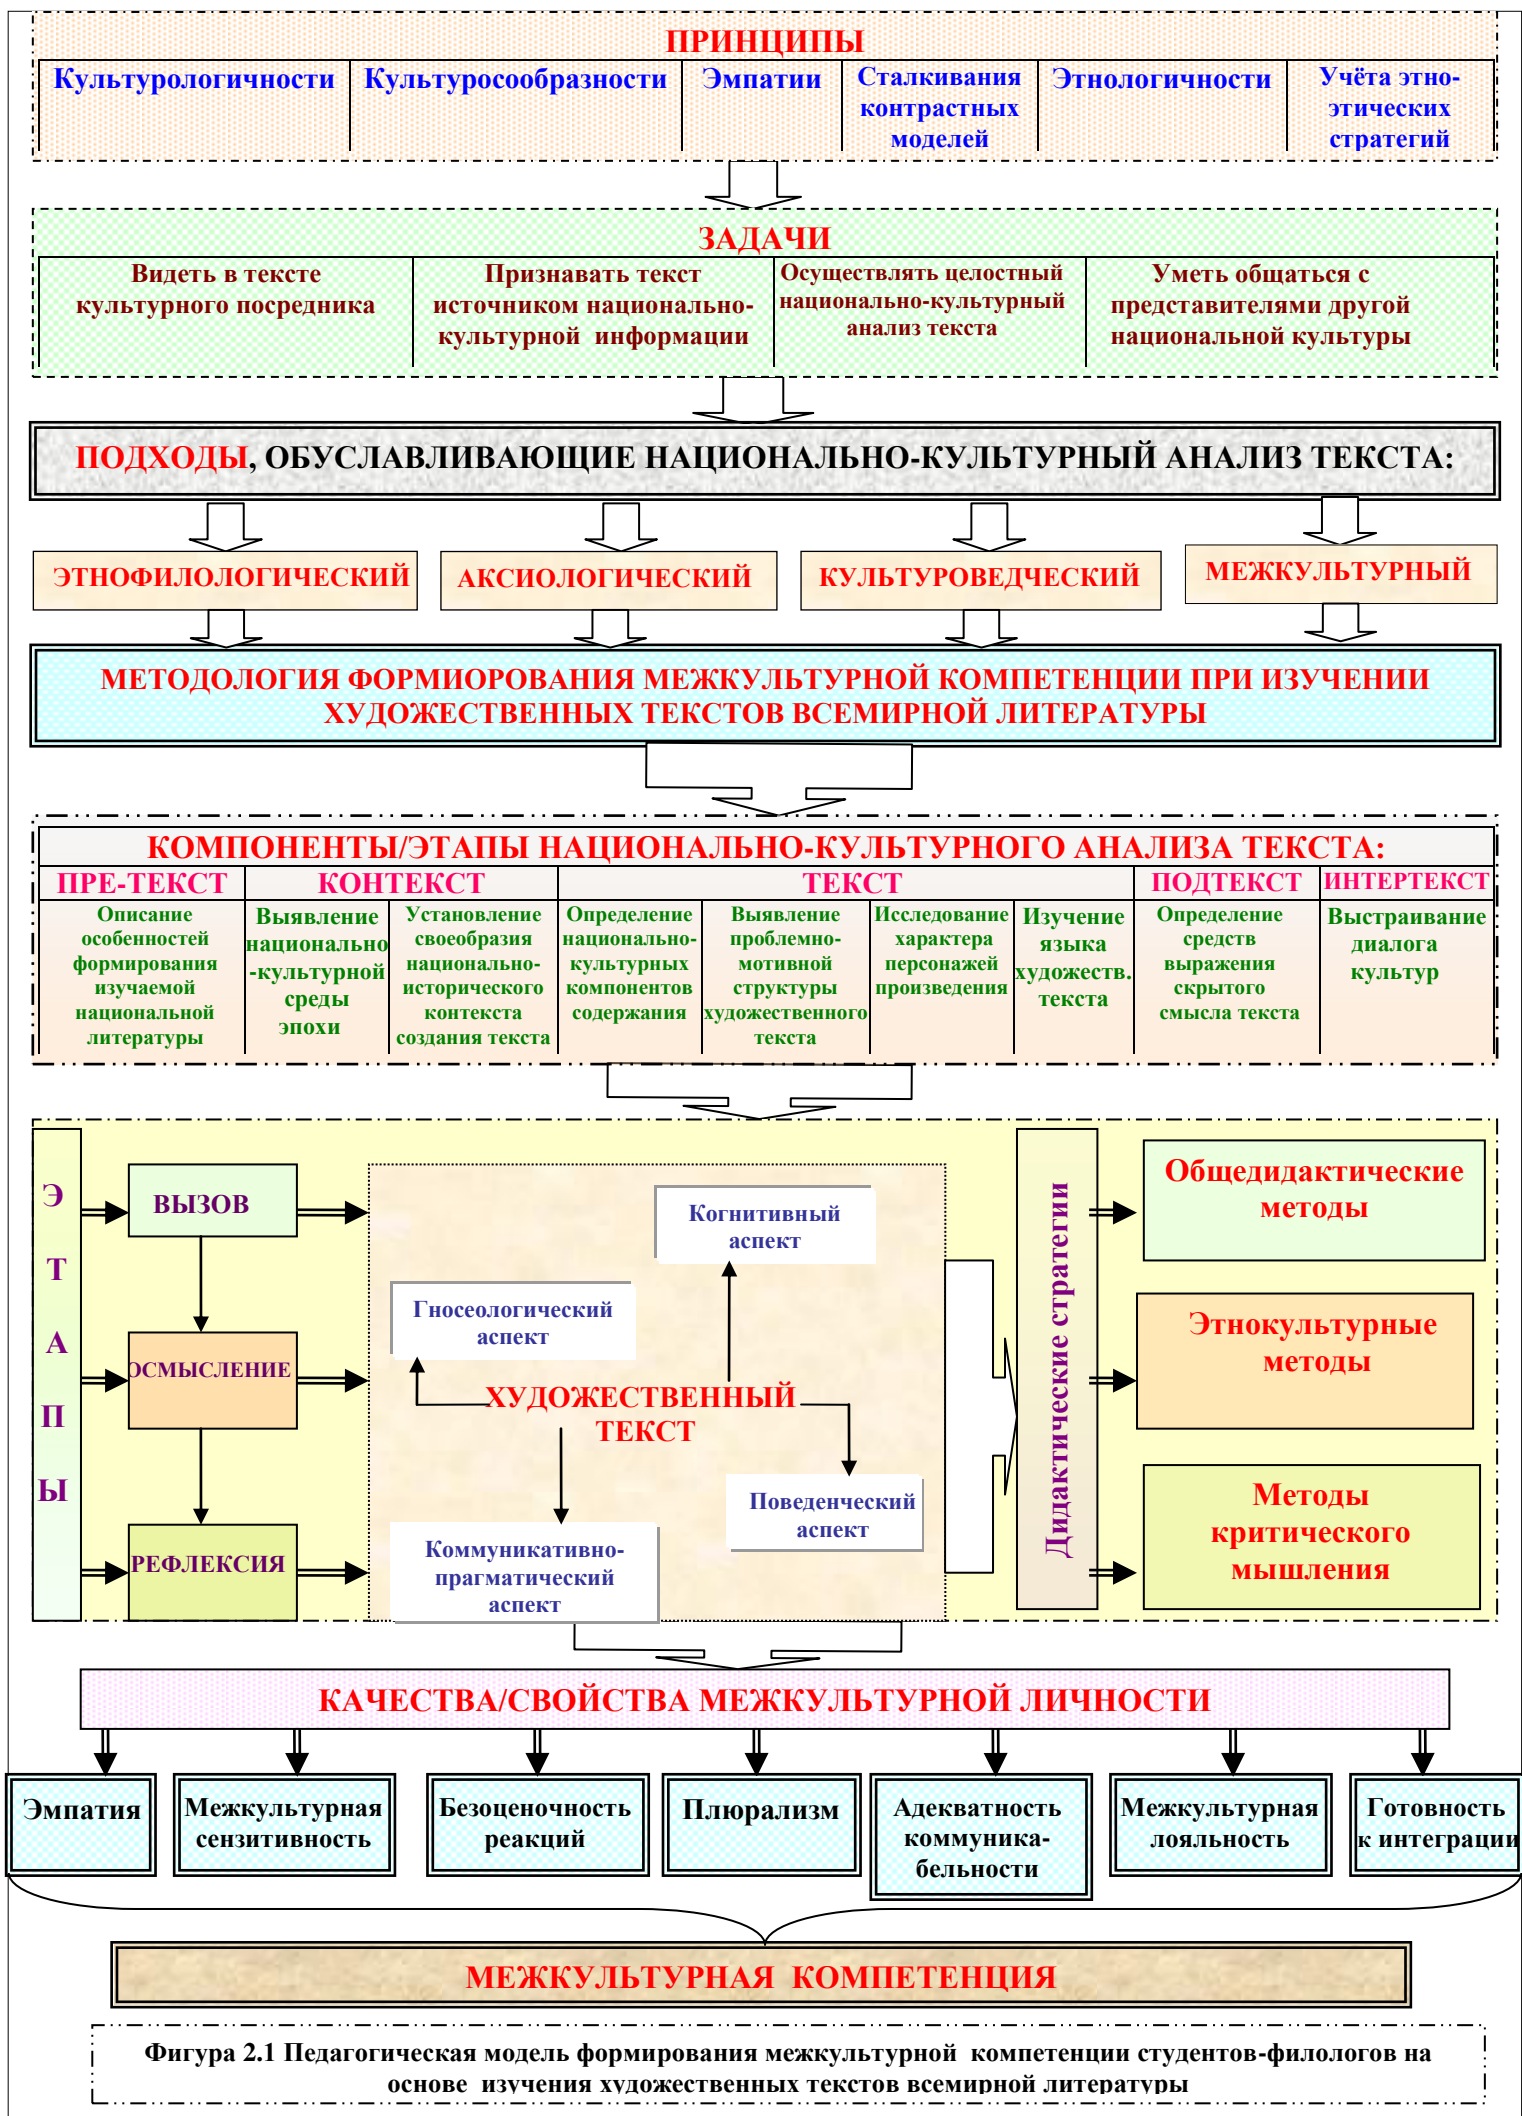 ПРИНЦИПЫ
Культурологичности
Культуросообразности
Эмпатии
Сталкивания
контрастных
моделей
Этнологичности
Учёта этно-
этических
стратегий
ЗАДАЧИ
Видеть в тексте
культурного посредника
Признавать текст
источником национально-
культурной информации
Осуществлять целостный
национально-культурный
анализ текста
Уметь общаться с
представителями другой
национальной культуры
ПОДХОДЫ, ОБУСЛАВЛИВАЮЩИЕ НАЦИОНАЛЬНО-КУЛЬТУРНЫЙ АНАЛИЗ ТЕКСТА:
ЭТНОФИЛОЛОГИЧЕСКИЙ
АКСИОЛОГИЧЕСКИЙ
КУЛЬТУРОВЕДЧЕСКИЙ
МЕЖКУЛЬТУРНЫЙ
МЕТОДОЛОГИЯ ФОРМИОРОВАНИЯ МЕЖКУЛЬТУРНОЙ КОМПЕТЕНЦИИ ПРИ ИЗУЧЕНИИ
ХУДОЖЕСТВЕННЫХ ТЕКСТОВ ВСЕМИРНОЙ ЛИТЕРАТУРЫ
КОМПОНЕНТЫ/ЭТАПЫ НАЦИОНАЛЬНО-КУЛЬТУРНОГО АНАЛИЗА ТЕКСТА:
ПРЕ-ТЕКСТ
КОНТЕКСТ
ТЕКСТ
ПОДТЕКСТ
ИНТЕРТЕКСТ
Описание
особенностей
формирования
изучаемой
национальной
литературы
Выявление
национально
-культурной
среды
эпохи
Установление
своеобразия
национально-
исторического
контекста
создания текста
Определение
национально-
культурных
компонентов
содержания
Выявление
проблемно-
мотивной
структуры
художественного
текста
Исследование
характера
персонажей
произведения
Изучение
языка
художеств.
текста
Определение
средств
выражения
скрытого
смысла текста
Выстраивание
диалога
культур
ЭТАПЫ
ВЫЗОВ
ОСМЫСЛЕНИЕ
РЕФЛЕКСИЯ
Когнитивный
аспект
Гносеологический
аспект
ХУДОЖЕСТВЕННЫЙ
ТЕКСТ
Поведенческий
аспект
Коммуникативно-
прагматический
аспект
Дидактические стратегии
Общедидактические
методы
Этнокультурные
методы
Методы
критического
мышления
КАЧЕСТВА/СВОЙСТВА МЕЖКУЛЬТУРНОЙ ЛИЧНОСТИ
Эмпатия
Межкультурная
сензитивность
Безоценочность
реакций
Плюрализм
Адекватность
коммуника-
бельности
Межкультурная
лояльность
Готовность
к интеграции
МЕЖКУЛЬТУРНАЯ КОМПЕТЕНЦИЯ
Фигура 2.1 Педагогическая модель формирования межкультурной компетенции студентов-филологов на
основе изучения художественных текстов всемирной литературы